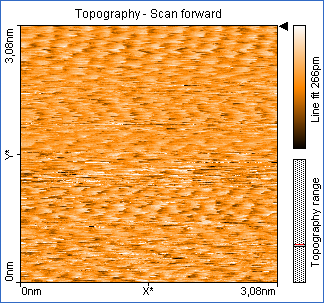 Topography - Scan forward
3,08nm
Y*
0nm
0nm
X*
3,08nm
Line fit 266pm
Topography range